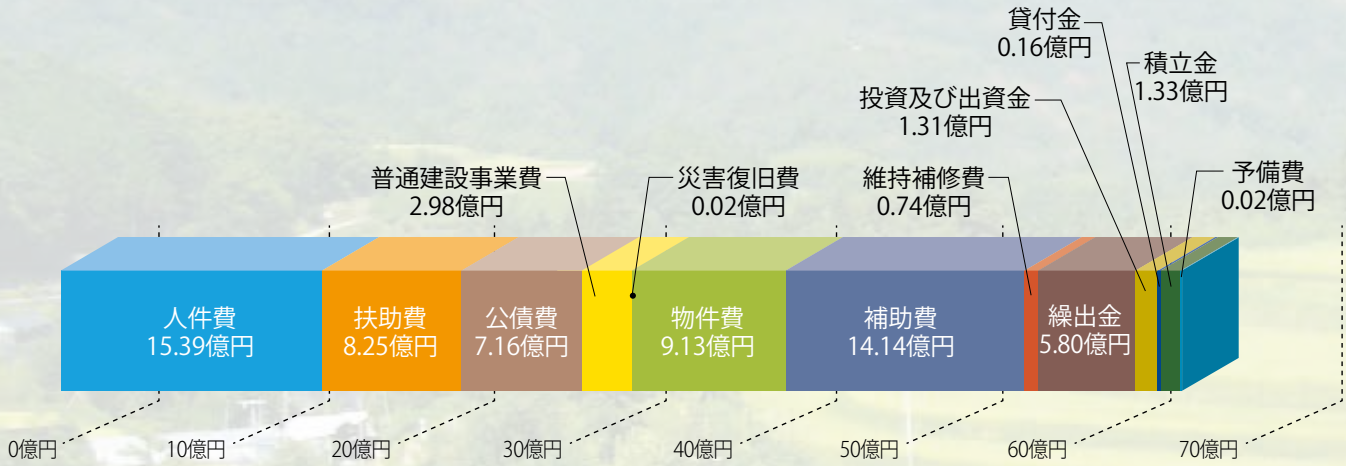 貸付金
0.16億円
積立金
1.33億円
投資及び出資金
1.31億円
普通建設事業費
2.98億円
災害復旧費
0.02億円
維持補修費
0.74億円
予備費
0.02億円
人件費
15.39億円
扶助費
8.25億円
公債費
7.16億円
物件費
9.13億円
補助費
14.14億円
繰出金
5.80億円
0億円
10億円
20億円
30億円
40億円
50億円
60億円
70億円